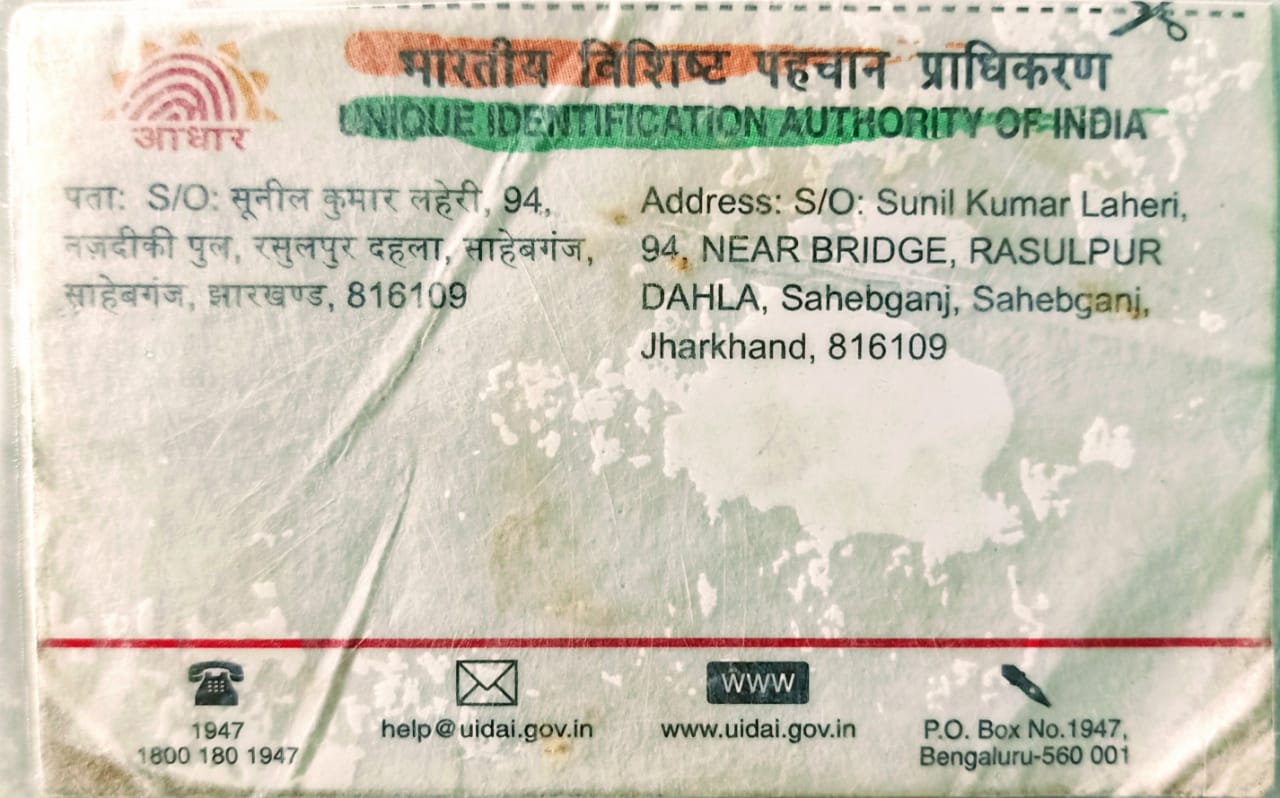 आधार
भारतीय विशिष्ट पहचान प्राधिकरण
UNIQUE IDENTIFICATION AUTHORITY OF INDIA
पता: S/O: सूनील कुमार लहेरी, 94,
नज़दीकी पुल, रसुलपुर दहला, साहेबगंज,
साहेबगंज, झारखण्ड, 816109
Address: S/O: Sunil Kumar Laheri,
94, NEAR BRIDGE, RASULPUR
DAHLA, Sahebganj, Sahebganj,
Jharkhand, 816109
1947
1800 180 1947
help@uidai.gov.in
www
www.uidai.gov.in
P.O. Box No.1947,
Bengaluru-560 001